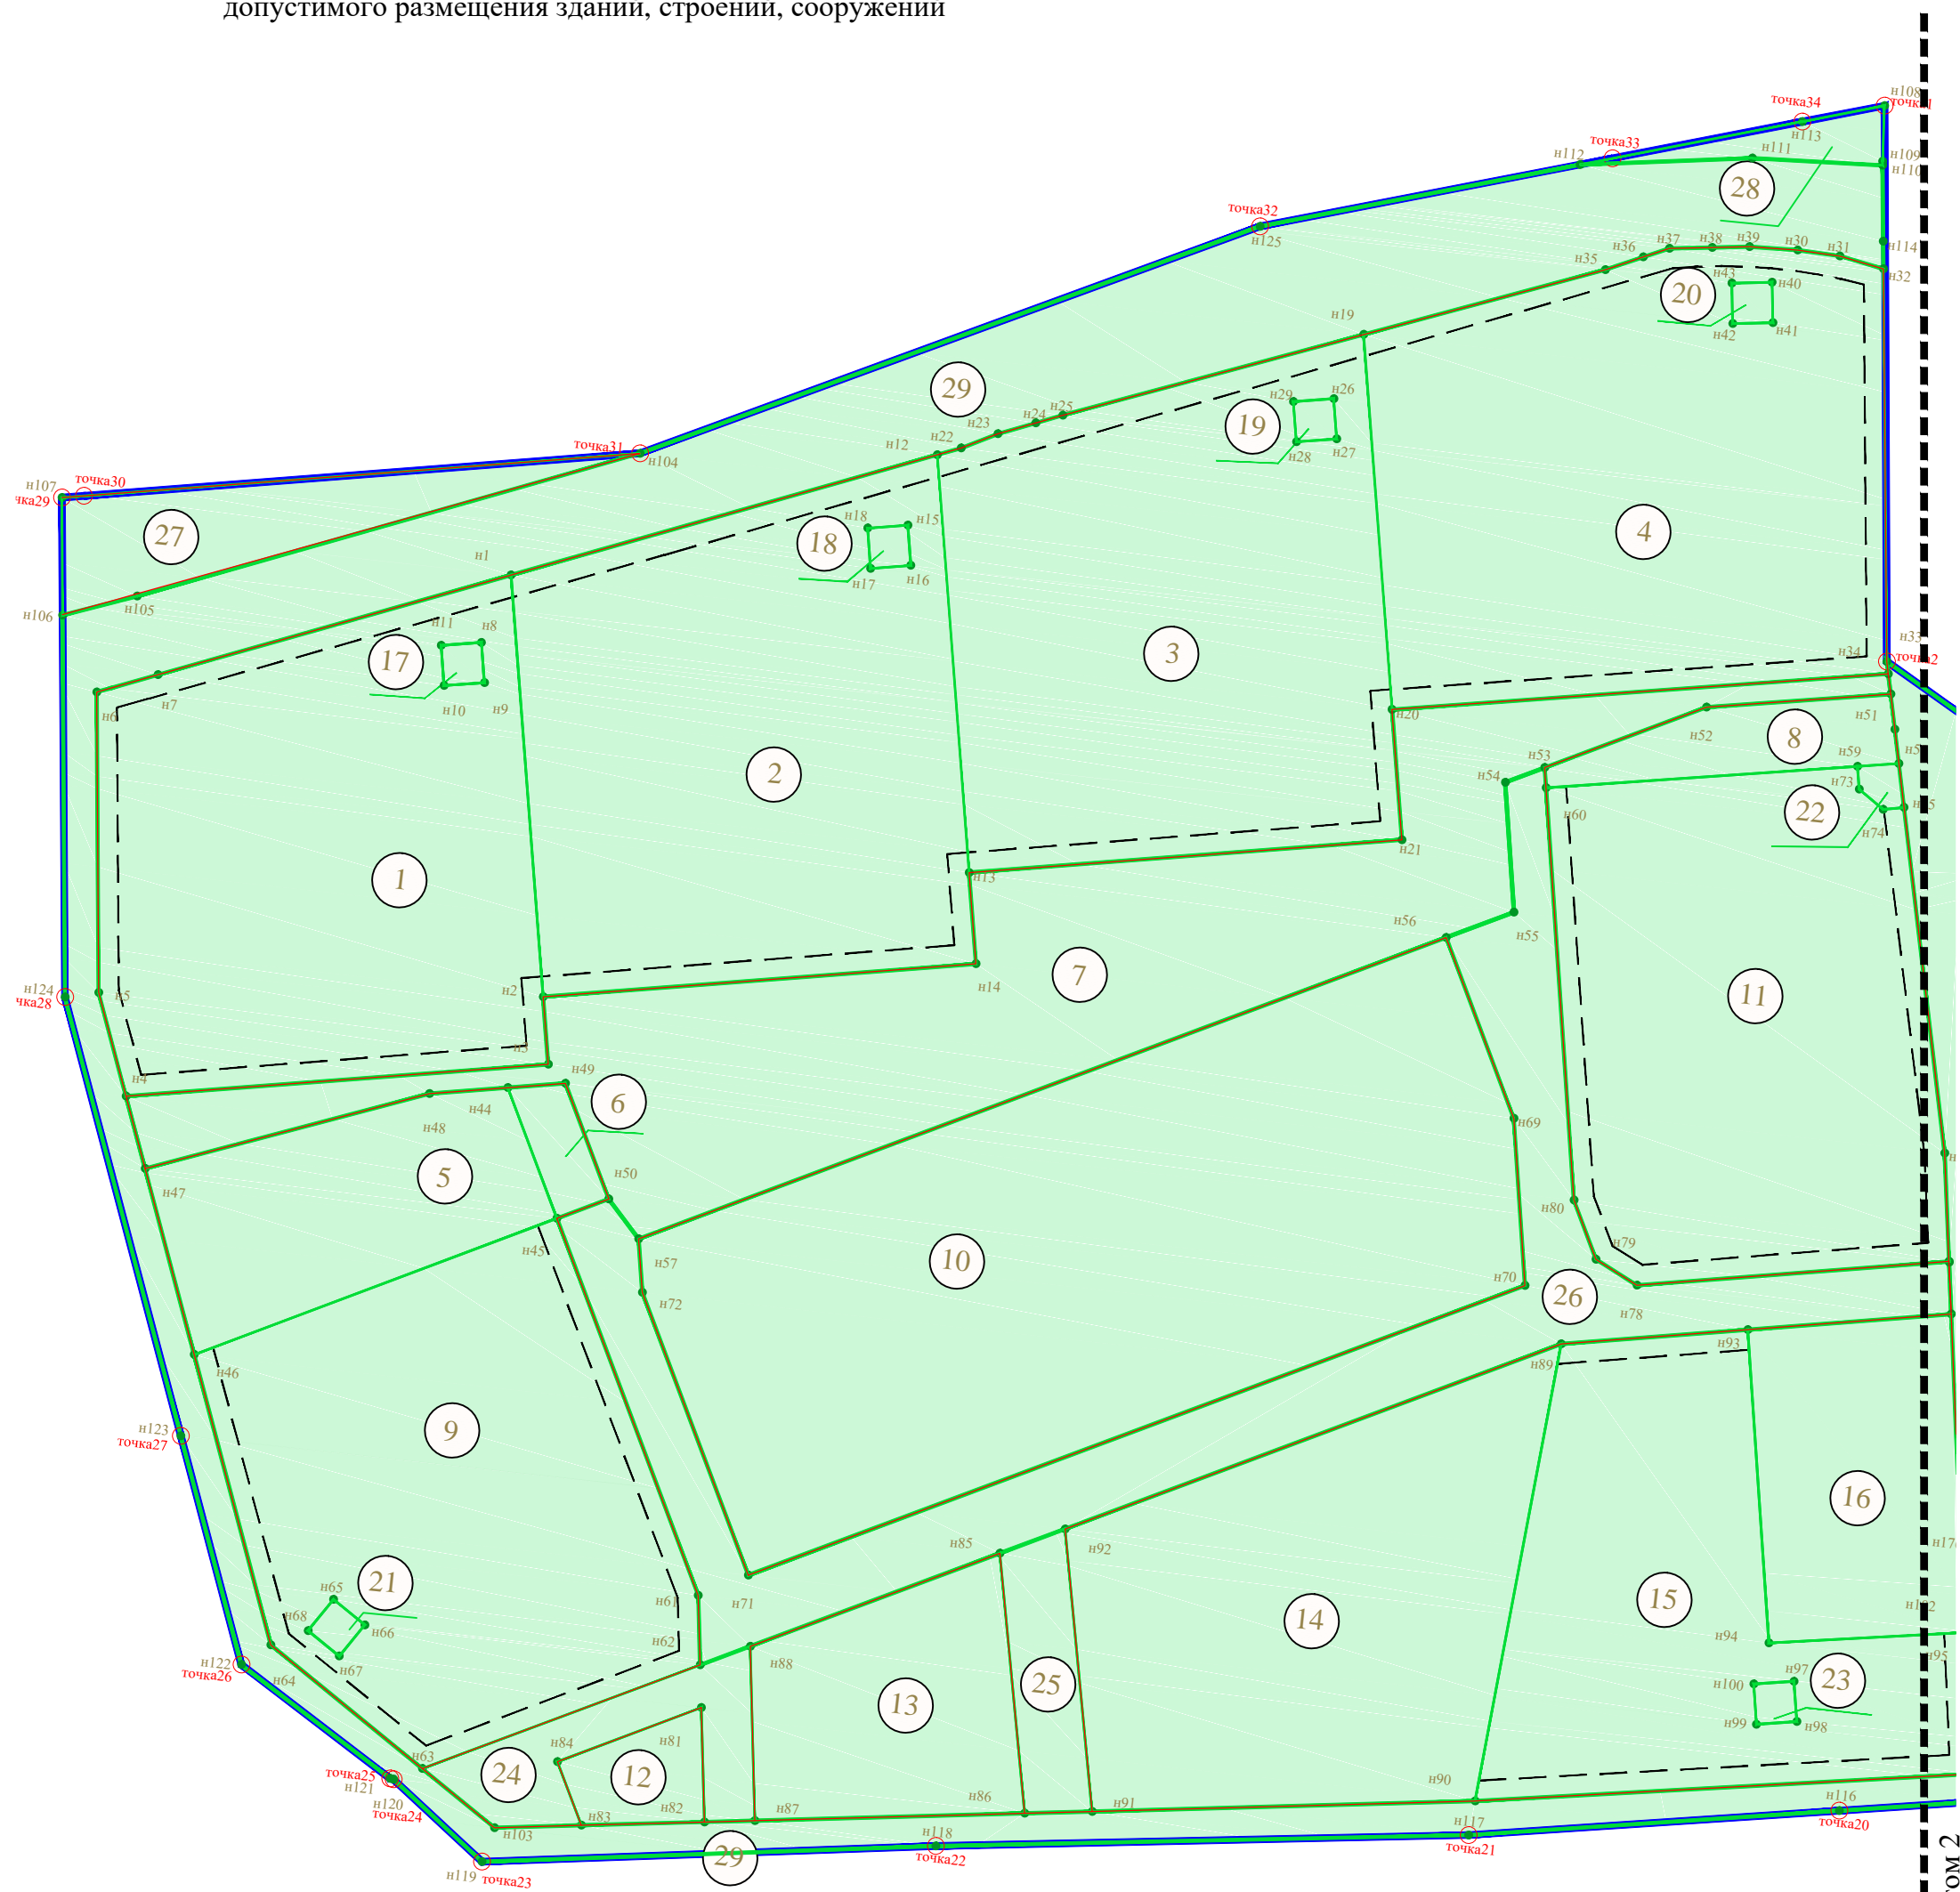 допустимого размещения зданий, строений, сооружений
н108
точка34
н113
точка33
н112
н111
н109
н110
28
точка32
н125
н114
н37
н38
н39
н30
н31
н36
н35
н32
20
н43
н40
н42
н41
н19
29
н24
н25
н23
н22
н12
н29
н26
19
н27
н28
4
точка31
н104
н107
точка30
27
н1
н18
н15
18
н17
н16
н106
н105
н11
н8
17
н10
н9
н6
н7
3
н33
н34
точка2
н20
н51
н52
8
н59
н53
н54
н73
22
н60
н74
2
н21
1
н13
н56
н55
7
н14
11
н124
н5
н2
н3
н4
н49
6
н44
н48
н69
5
н47
н50
н80
н45
н57
10
н79
н72
н70
26
н78
н46
н93
н89
9
н123
точка27
16
н85
н92
21
н65
н61
н71
н68
н66
н62
15
14
н67
н88
н94
н122
точка26
н64
н95
н97
н100
23
25
13
н99
н98
н84
н81
н63
24
12
точка25
н121
н120
точка24
н90
н86
н91
н82
н87
н83
н103
н116
точка20
н118
н117
точка22
точка21
29
н119
точка23